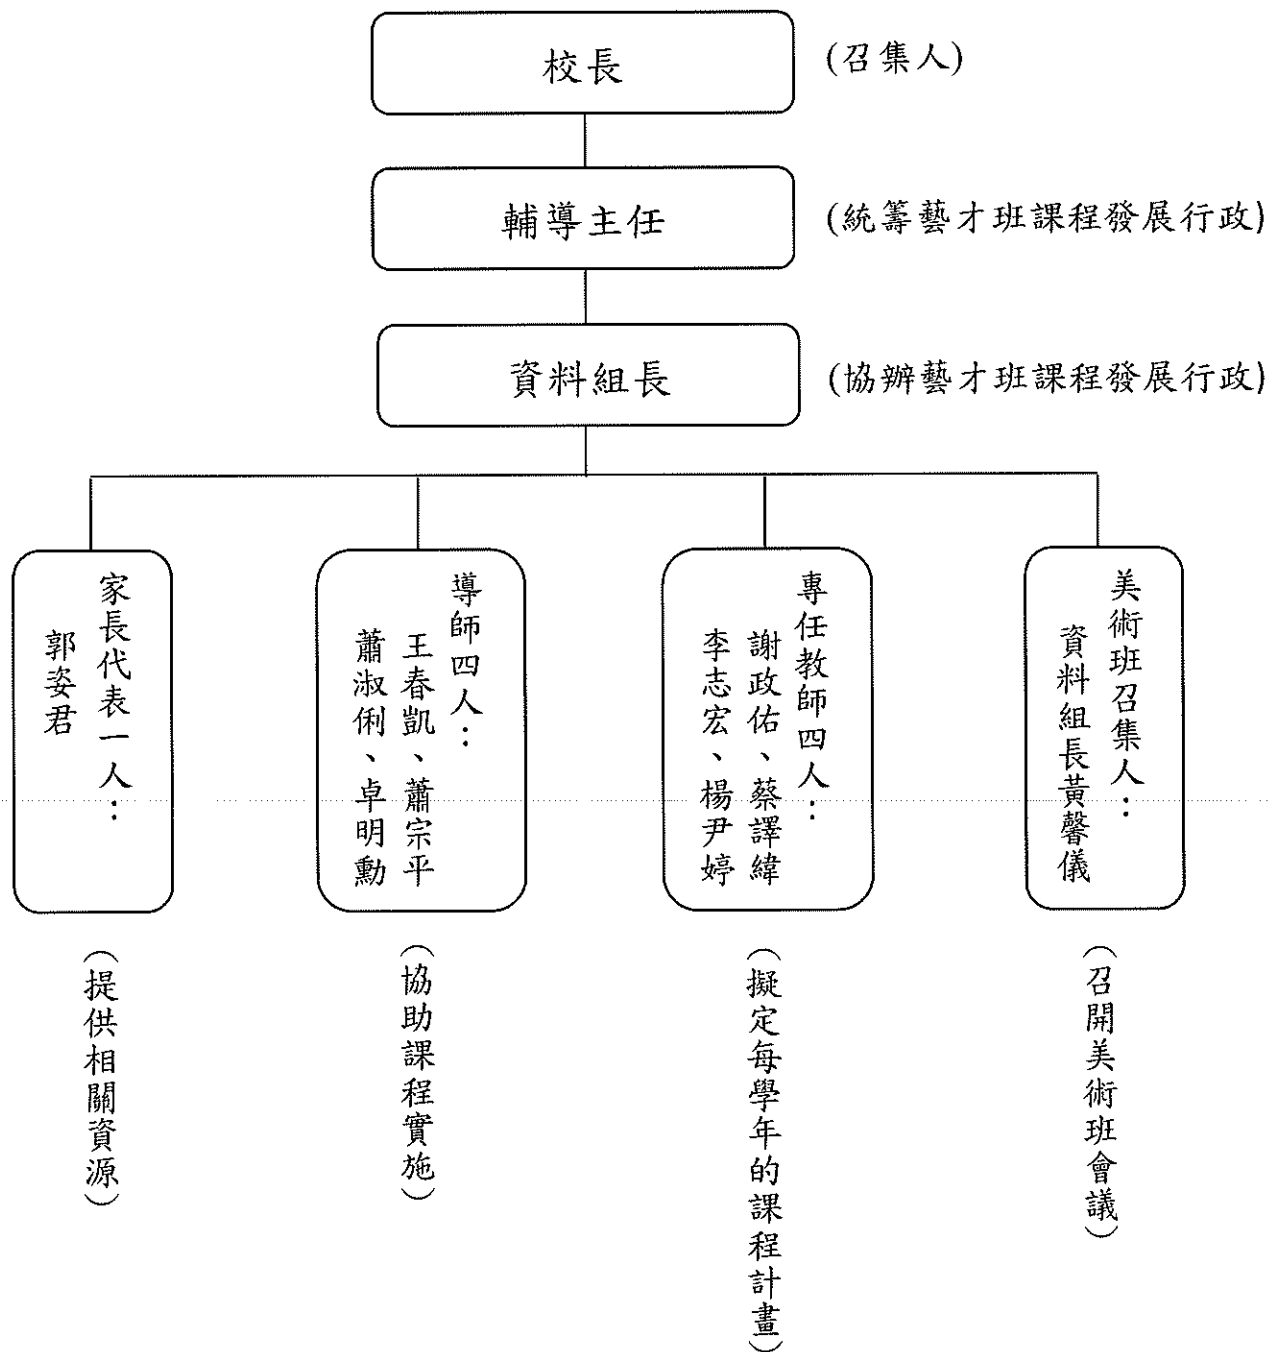 校長
(召集人)
輔導主任
(統籌藝才班課程發展行政)
資料組長
(協辦藝才班課程發展行政)
美術班召集人：
資料組長黃馨儀
(召開美術班會議)
專任教師四人：
謝政佑、蔡譯緯
李志宏、楊尹婷
(擬定每學年的課程計畫)
導師四人：
王春凱、蕭宗平
蕭淑俐、卓明勳
(協助課程實施)
家長代表一人：
郭姿君
(提供相關資源)